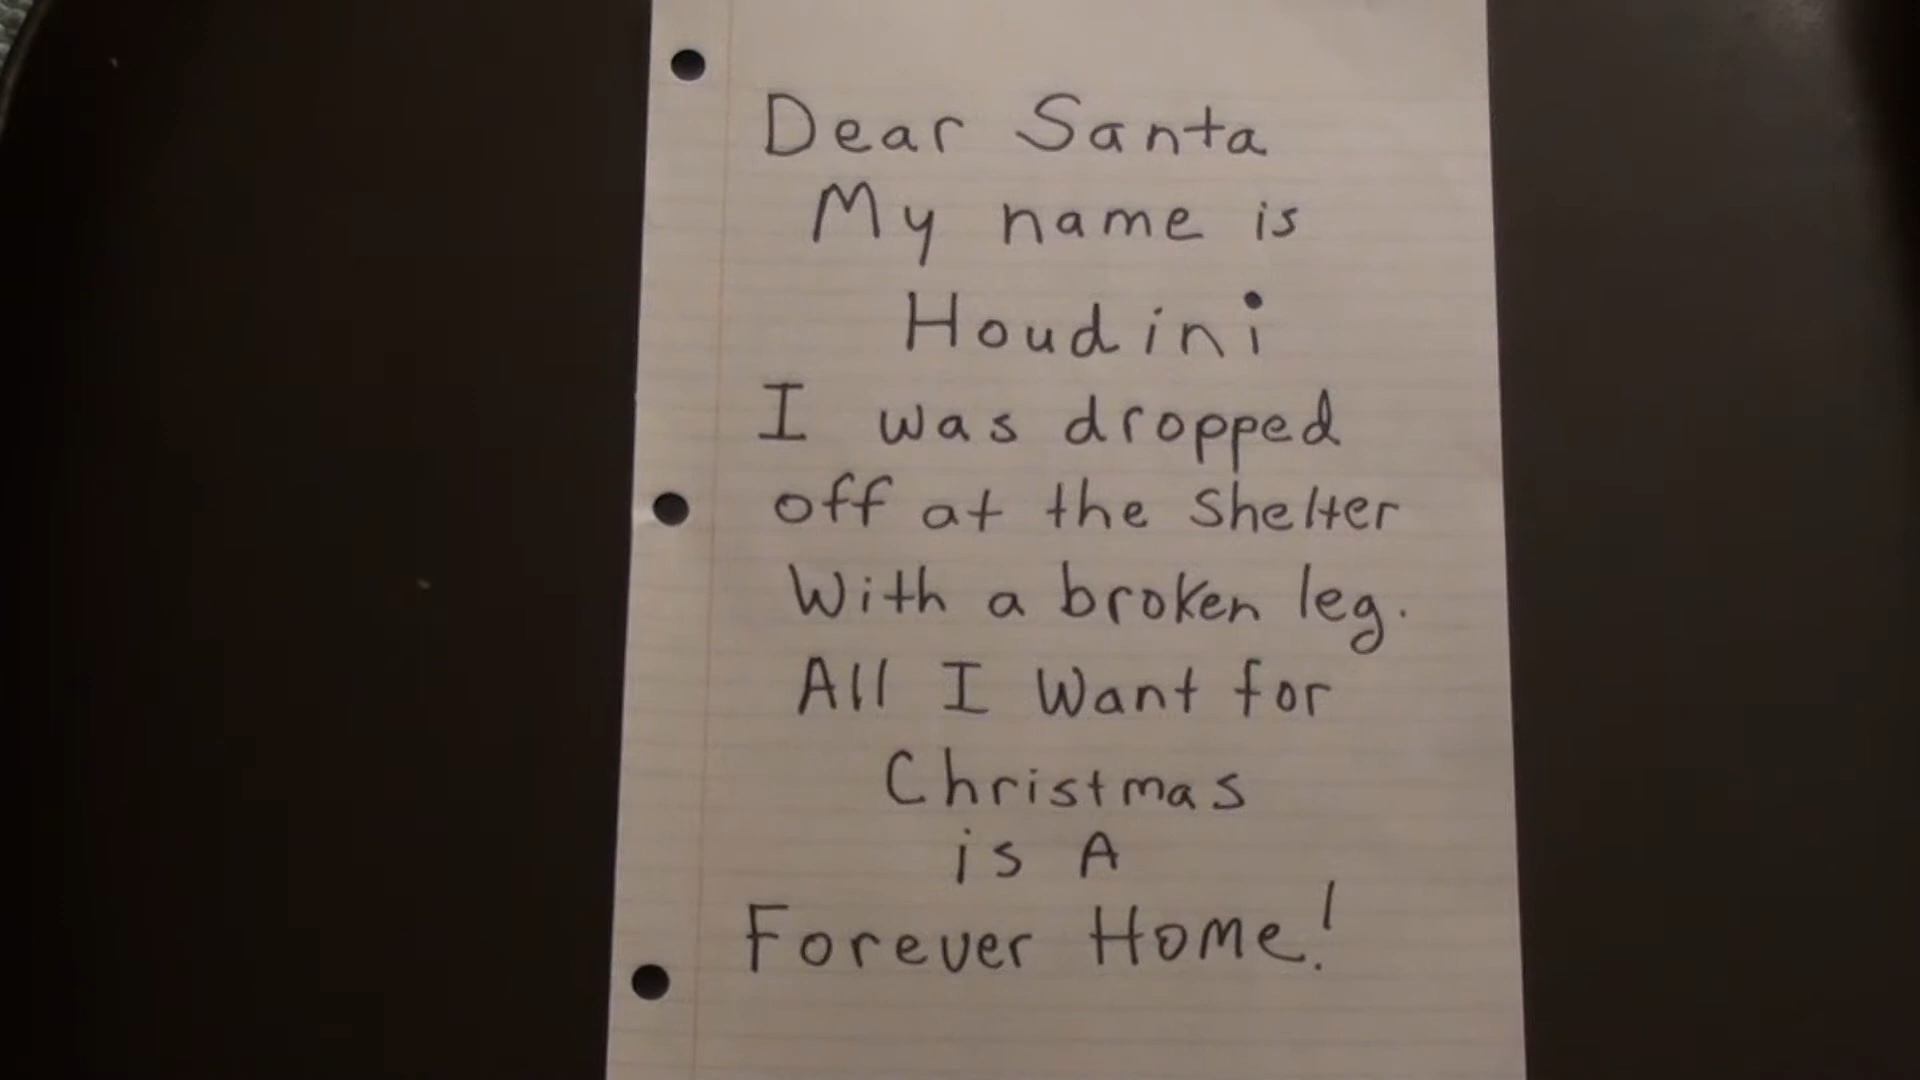 Dear Santa
My name is
Houdini
I was dropped
off at the Shelter
With a broken leg.
All I Want for
Christmas
is A
Forever Home!